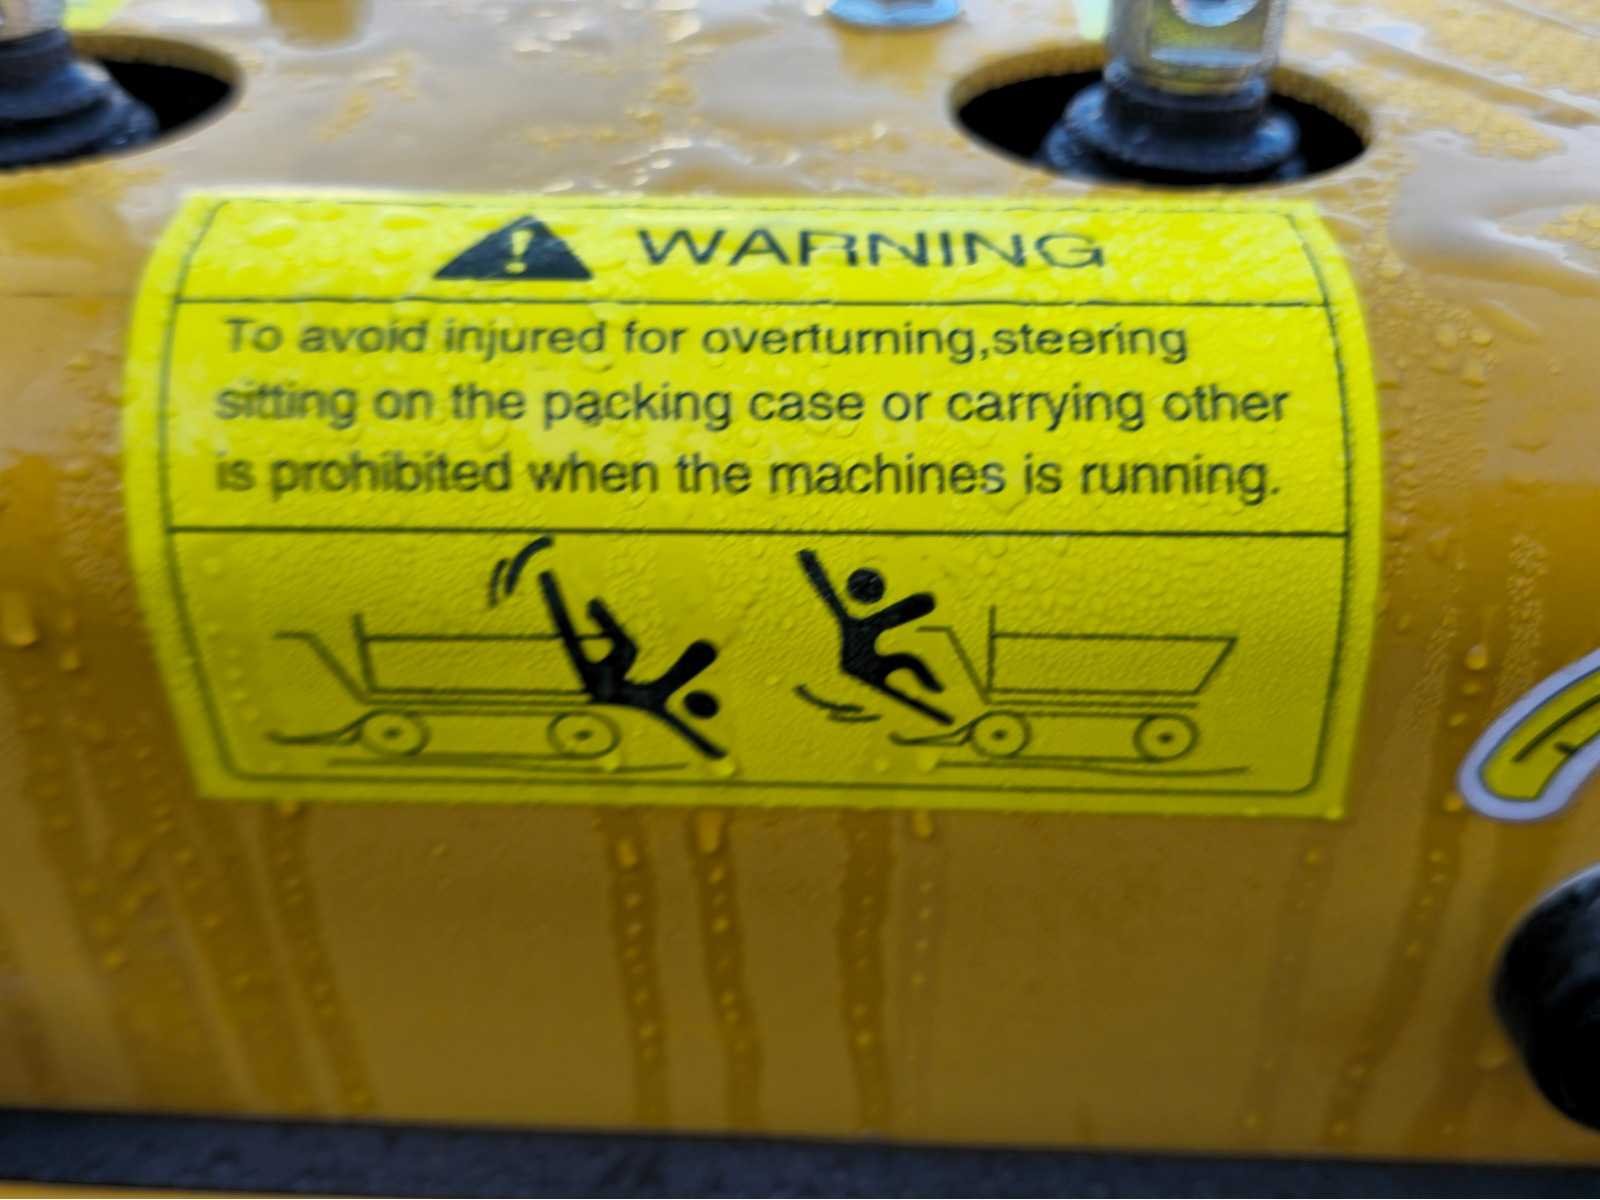 WARNING
To avoid injured for overturning,steering
sitting on the packing case or carrying other
is prohibited when the machines is running.